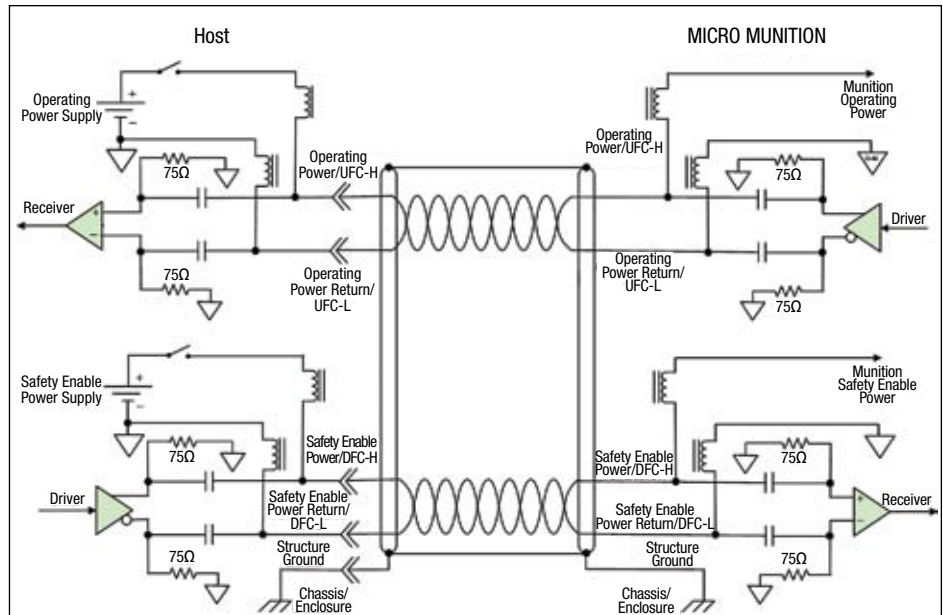 Host
MICRO MUNITION
Operating
Power Supply
+
−
75Ω
Operating
Power/UFC-H
Receiver
+
−
75Ω
Operating
Power Return/
UFC-L
Munition
Operating
Power
Operating
Power/UFC-H
75Ω
Driver
Operating
Power Return/
UFC-L
75Ω
Safety Enable
Power Supply
+
−
75Ω
Safety Enable
Power/DFC-H
Driver
Safety Enable
Power Return/
DFC-L
75Ω
Structure
Ground
Chassis/
Enclosure
Munition
Safety Enable
Power
Safety Enable
Power/DFC-H
75Ω
Receiver
+
−
Safety Enable
Power Return/DFC-L
75Ω
Structure
Ground
Chassis/
Enclosure